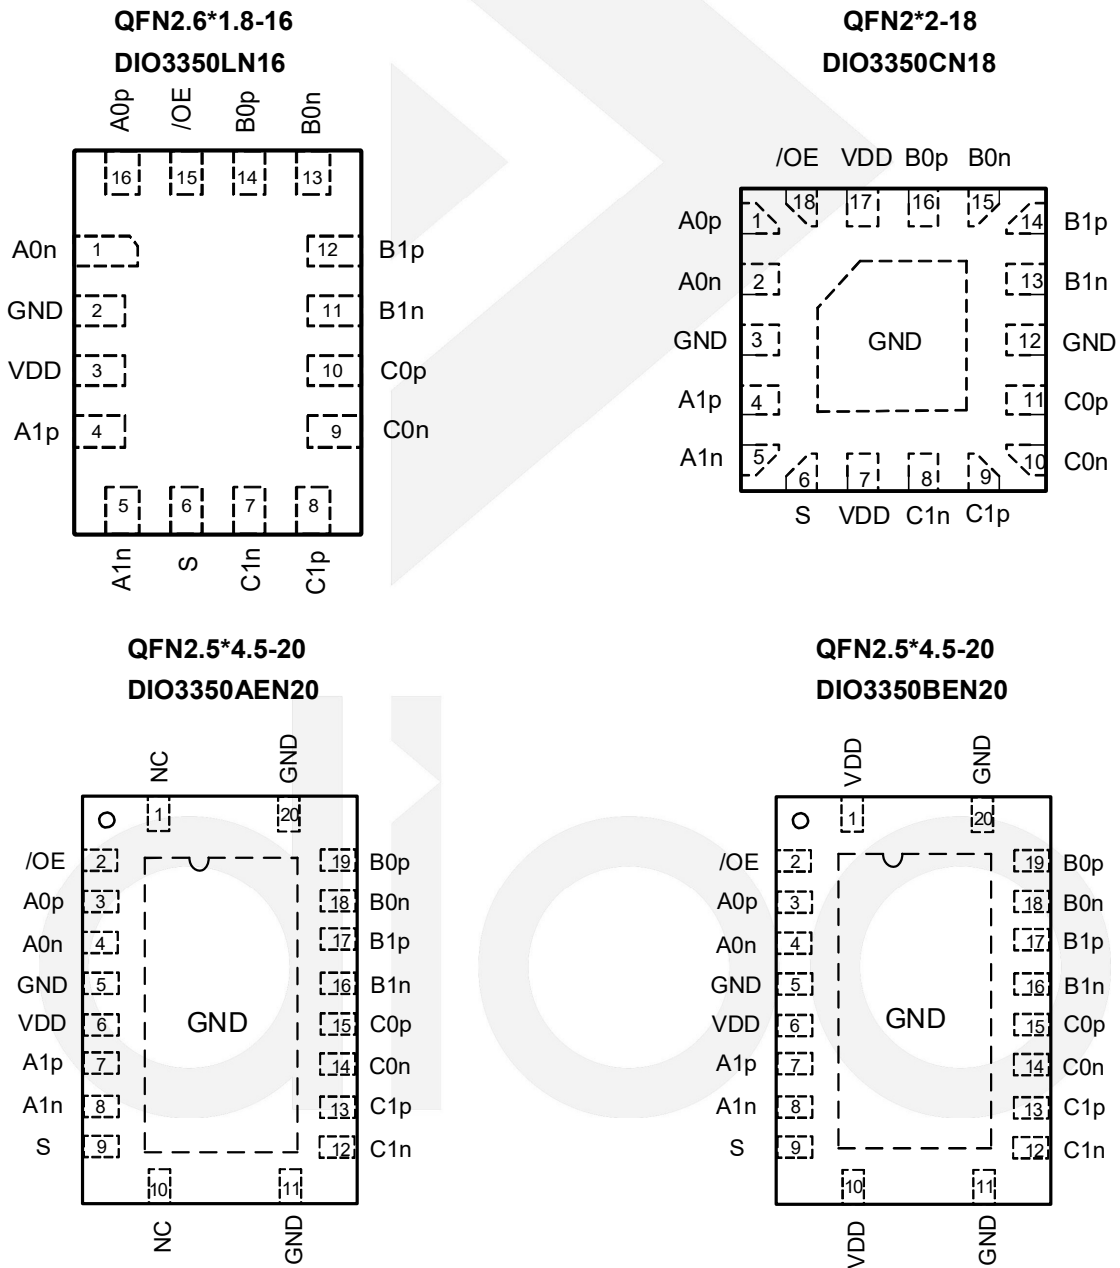 QFN2.6*1.8-16
DIO3350LN16
A0p /OE B0p B0n
16 15 14 13
A0n 1 12 B1p
GND 2 11 B1n
VDD 3 10 C0p
A1p 4 9 C0n
5 6 7 8
A1n S C1n C1p
QFN2*2-18
DIO3350CN18
/OE VDD B0p B0n
18 17 16 15
A0p 1 14 B1p
A0n 2 13 B1n
GND 3 GND 12 GND
A1p 4 11 C0p
A1n 5 10 C0n
6 7 8 9
S VDD C1n C1p
QFN2.5*4.5-20
DIO3350AEN20
NC GND
1 20
/OE 2 19 B0p
A0p 3 18 B0n
A0n 4 17 B1p
GND 5 16 B1n
VDD 6 GND 15 C0p
A1p 7 14 C0n
A1n 8 13 C1p
S 9 12 C1n
10 11
NC GND
QFN2.5*4.5-20
DIO3350BEN20
VDD GND
1 20
/OE 2 19 B0p
A0p 3 18 B0n
A0n 4 17 B1p
GND 5 16 B1n
VDD 6 GND 15 C0p
A1p 7 14 C0n
A1n 8 13 C1p
S 9 12 C1n
10 11
VDD GND
dioo